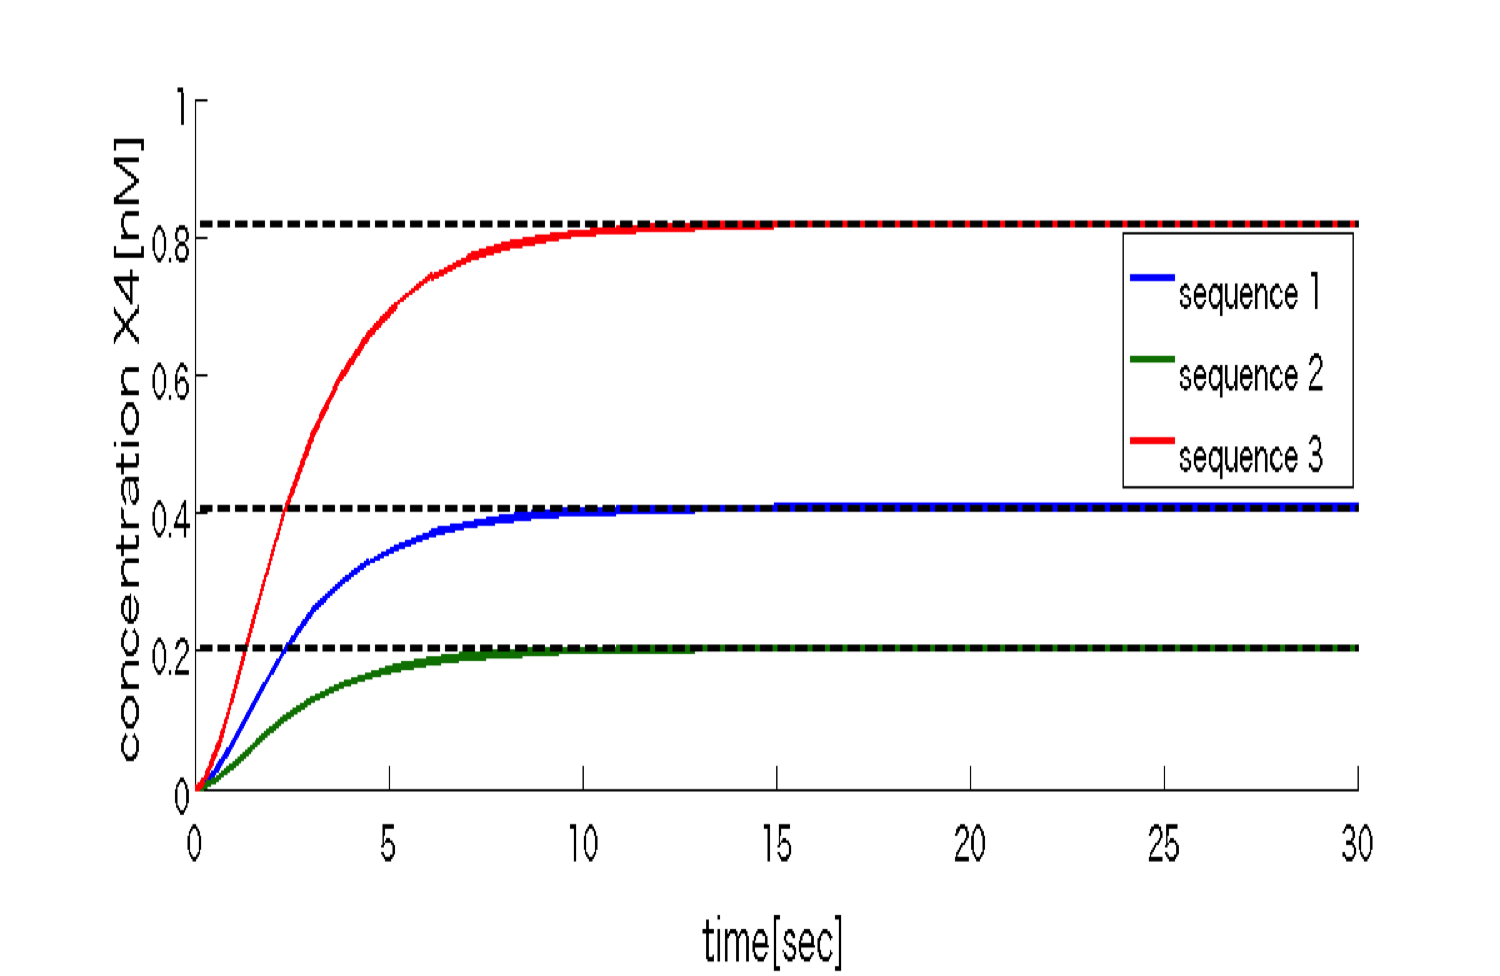 concentration X4[nM]
1
0.8
0.6
0.4
0.2
0
0 5 10 15 20 25 30
time[sec]
sequence 1
sequence 2
sequence 3